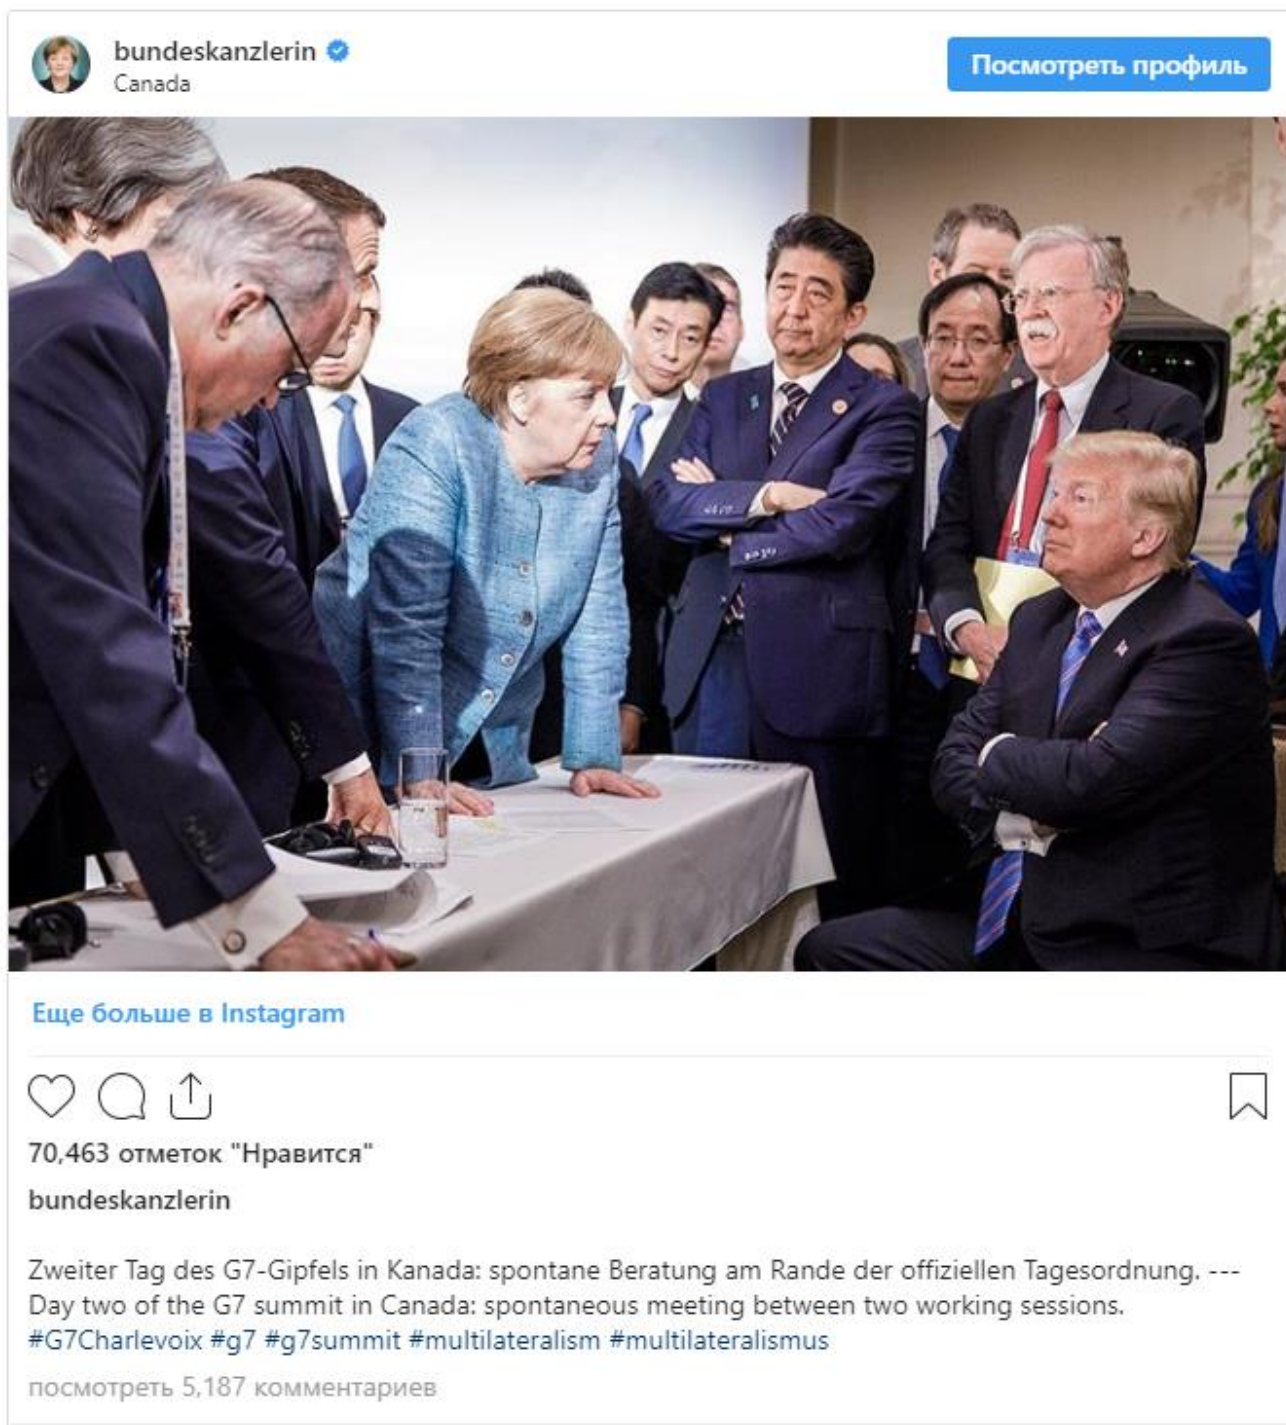 bundeskanzlerin
Canada
Посмотреть профиль
Еще больше в Instagram
70,463 отметок "Нравится"
bundeskanzlerin
Zweiter Tag des G7-Gipfels in Kanada: spontane Beratung am Rande der offiziellen Tagesordnung. ---
Day two of the G7 summit in Canada: spontaneous meeting between two working sessions.
#G7Charlevoix #g7 #g7summit #multilateralism #multilateralismus
посмотреть 5,187 комментариев